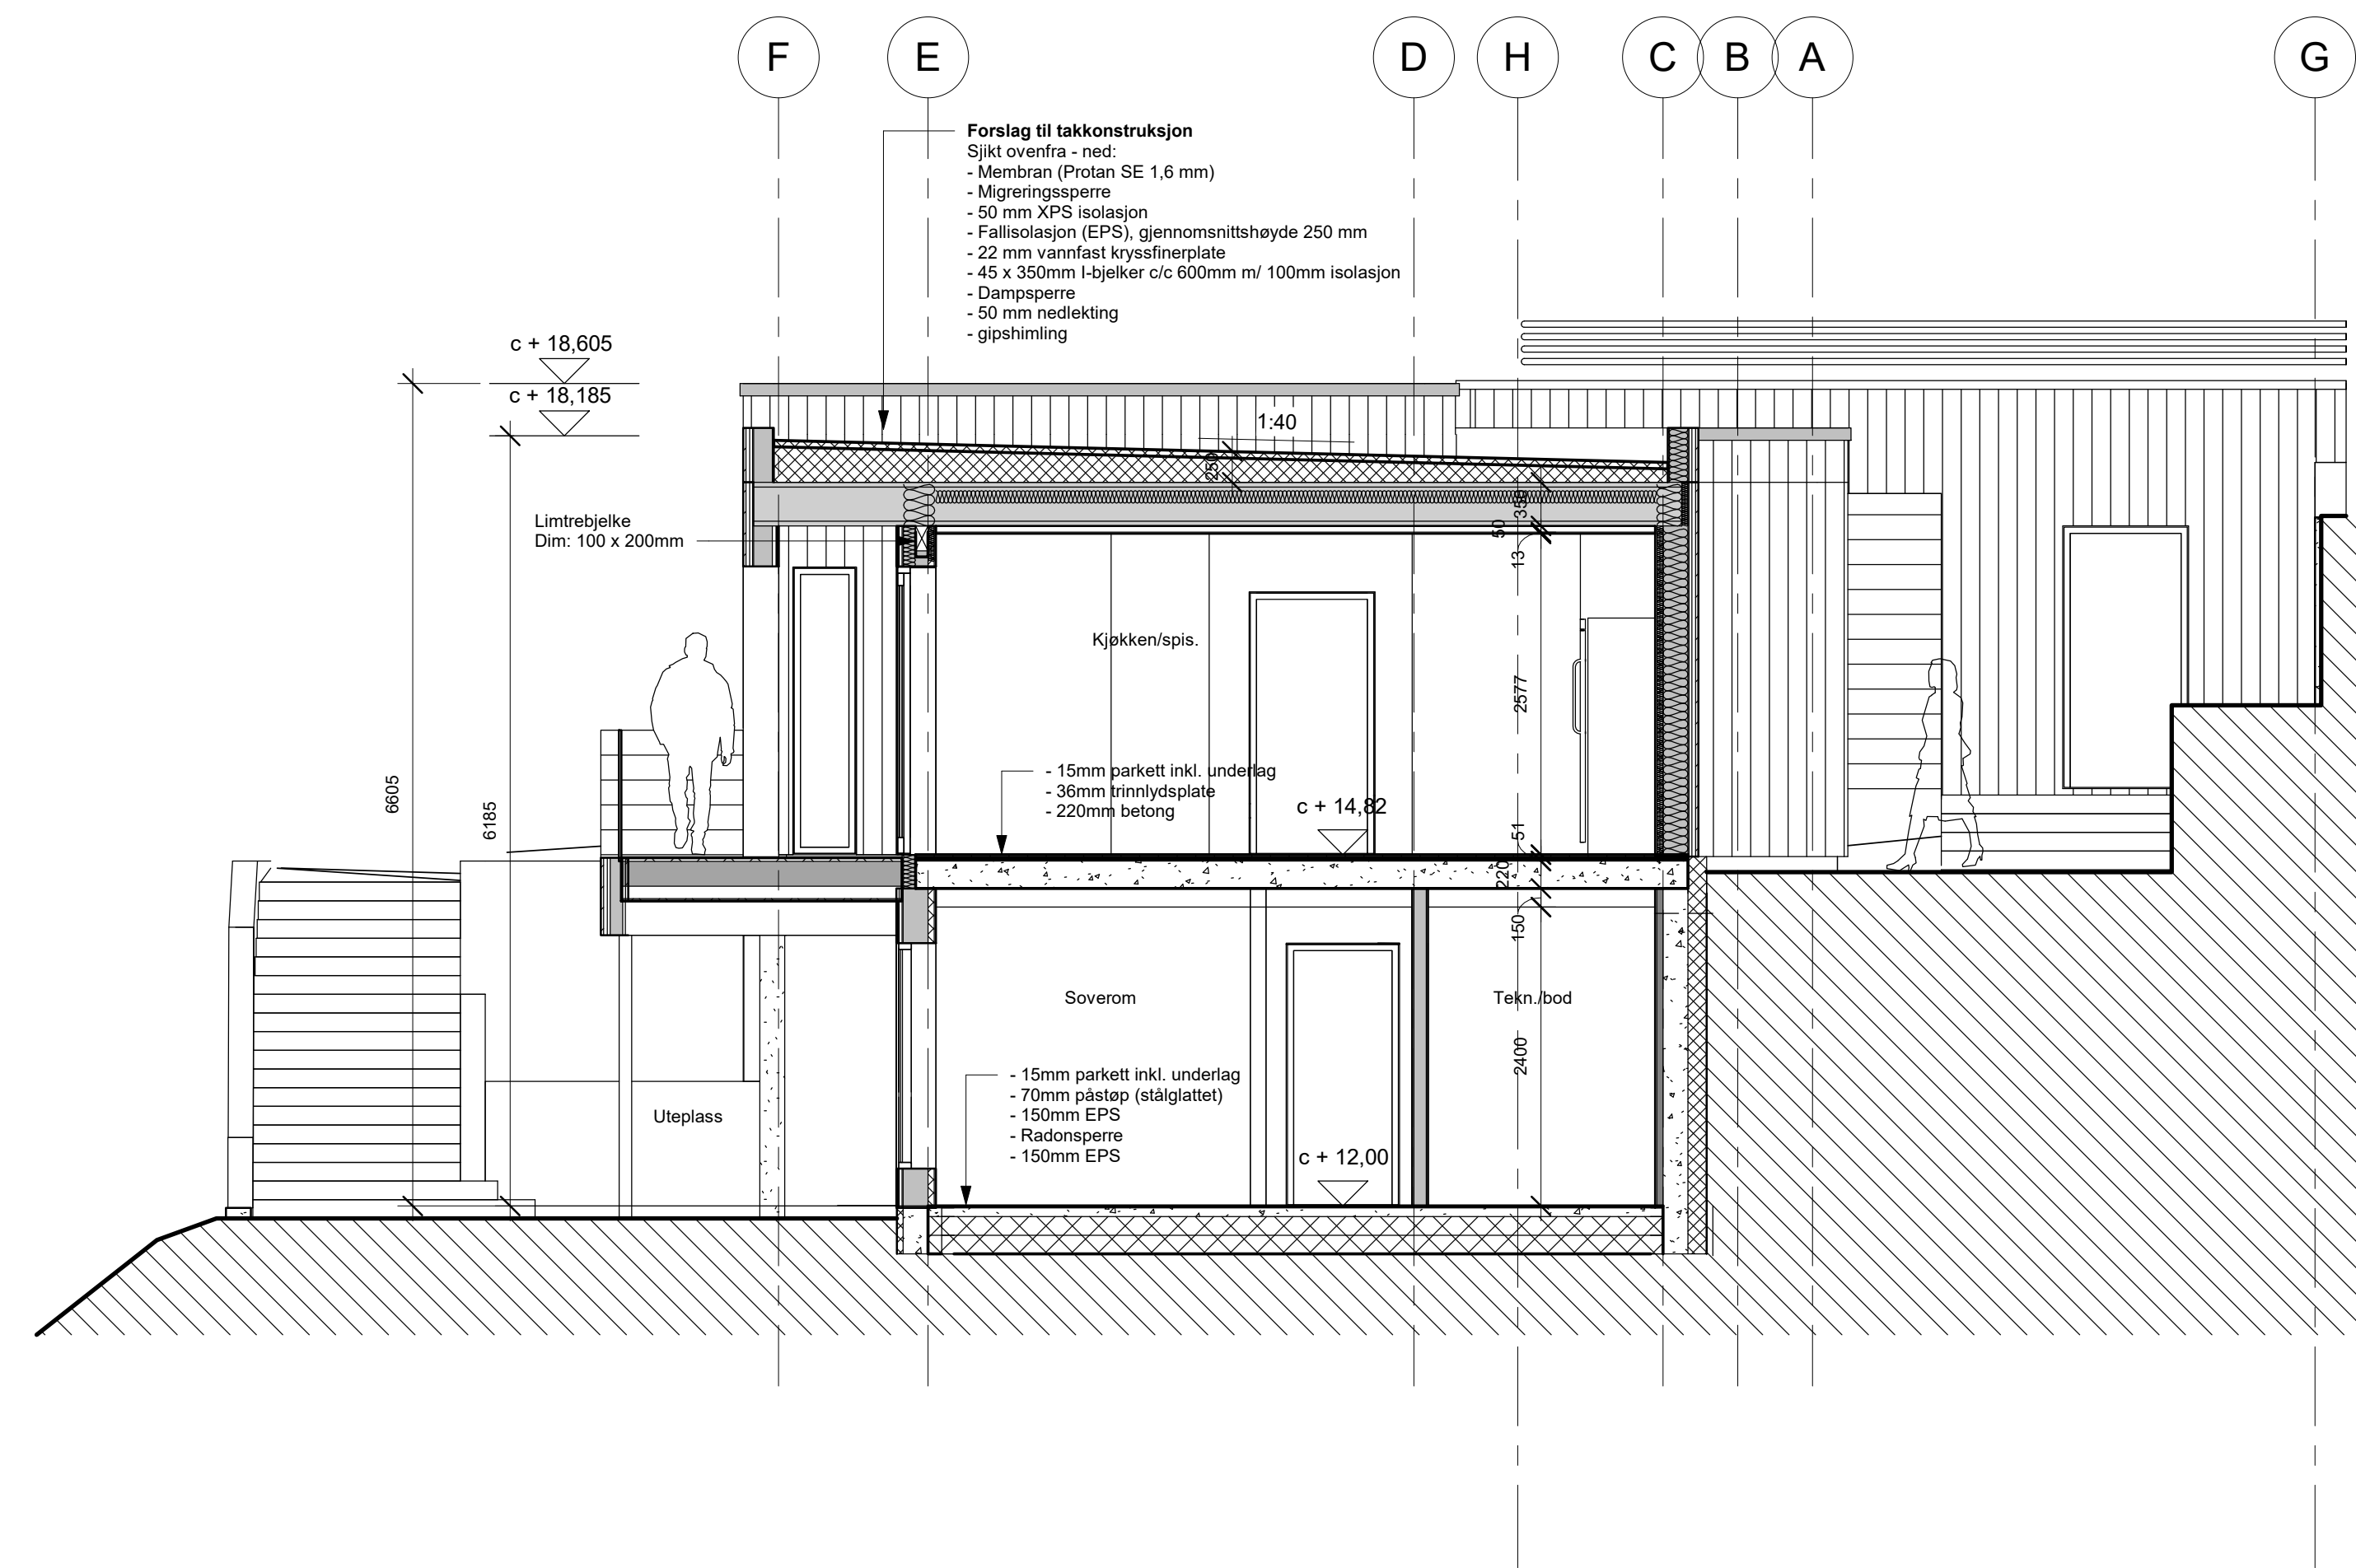 F E D H C B A G
Forslag til takkonstruksjon
Sjikt ovenfra - ned:
- Membran (Protan SE 1,6 mm)
- Migreringssperre
- 50 mm XPS isolasjon
- Fallisolasjon (EPS), gjennomsnittshøyde 250 mm
- 22 mm vannfast kryssfinerplate
- 45 x 350mm I-bjelker c/c 600mm m/ 100mm isolasjon
- Dampsperre
- 50 mm nedlekting
- gipshimling
c + 18,605
c + 18,185
1:40
250
350
50
13
Limtrebjelke
Dim: 100 x 200mm
Kjøkken/spis.
2577
- 15mm parkett inkl. underlag
- 36mm trinnlydsplate
- 220mm betong
c + 14,82
6605
6185
51
220
150
Soverom
Tekn./bod
2400
- 15mm parkett inkl. underlag
- 70mm påstøp (stålglattet)
- 150mm EPS
- Radonsperre
- 150mm EPS
Uteplass
c + 12,00